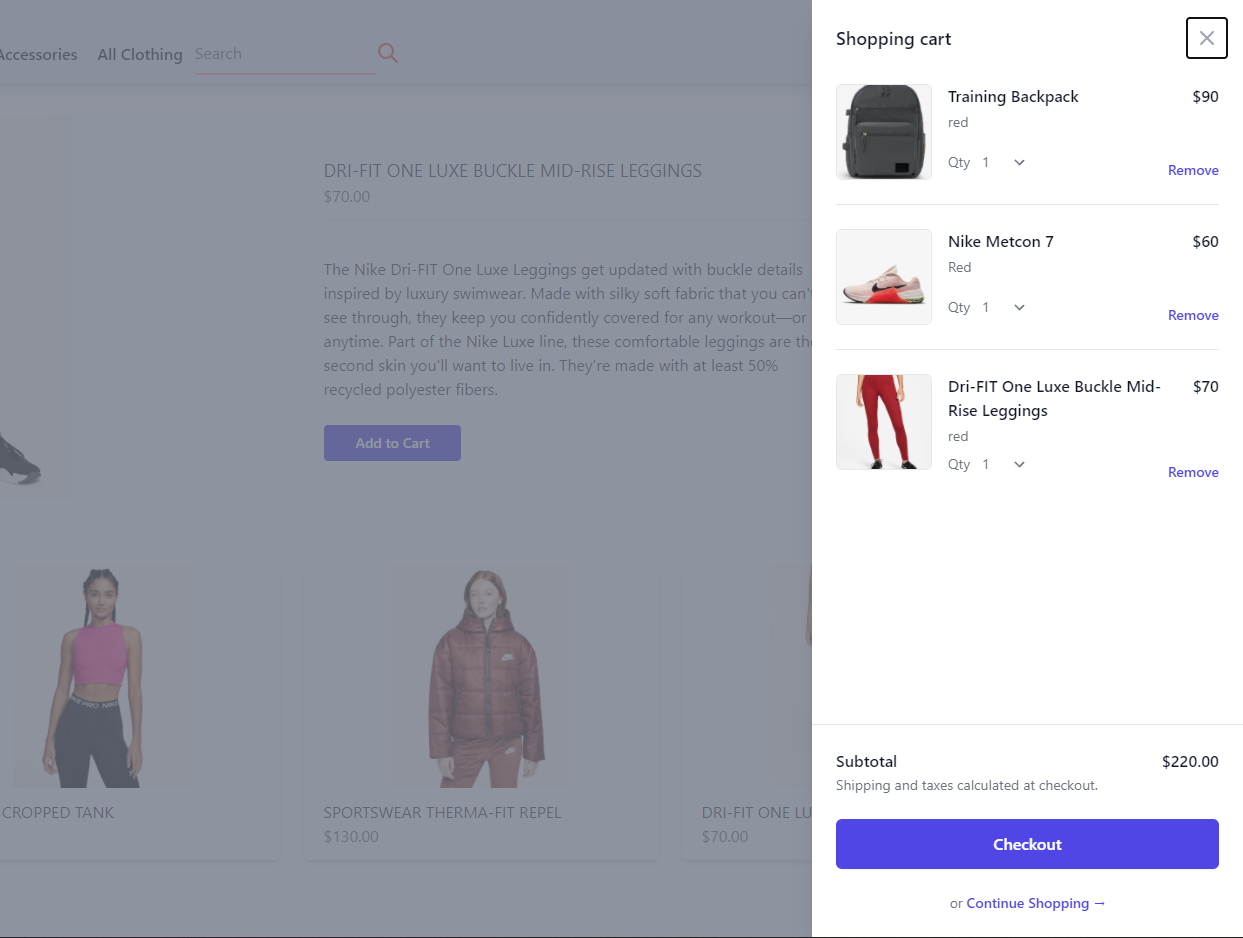 Accessories All Clothing Search
DRI-FIT ONE LUXE BUCKLE MID-RISE LEGGINGS
$70.00
The Nike Dri-FIT One Luxe Leggings get updated with buckle details
inspired by luxury swimwear. Made with silky soft fabric that you can'
see through, they keep you confidently covered for any workout—or
anytime. Part of the Nike Luxe line, these comfortable leggings are the
second skin you'll want to live in. They're made with at least 50%
recycled polyester fibers.
Add to Cart
CROPPED TANK
SPORTSWEAR THERMA-FIT REPEL
$130.00
DRI-FIT ONE LU
$70.00
Shopping cart
Training Backpack $90
red
Qty 1
Remove
Nike Metcon 7 $60
Red
Qty 1
Remove
Dri-FIT One Luxe Buckle Mid- $70
Rise Leggings
red
Qty 1
Remove
Subtotal $220.00
Shipping and taxes calculated at checkout.
Checkout
or Continue Shopping →